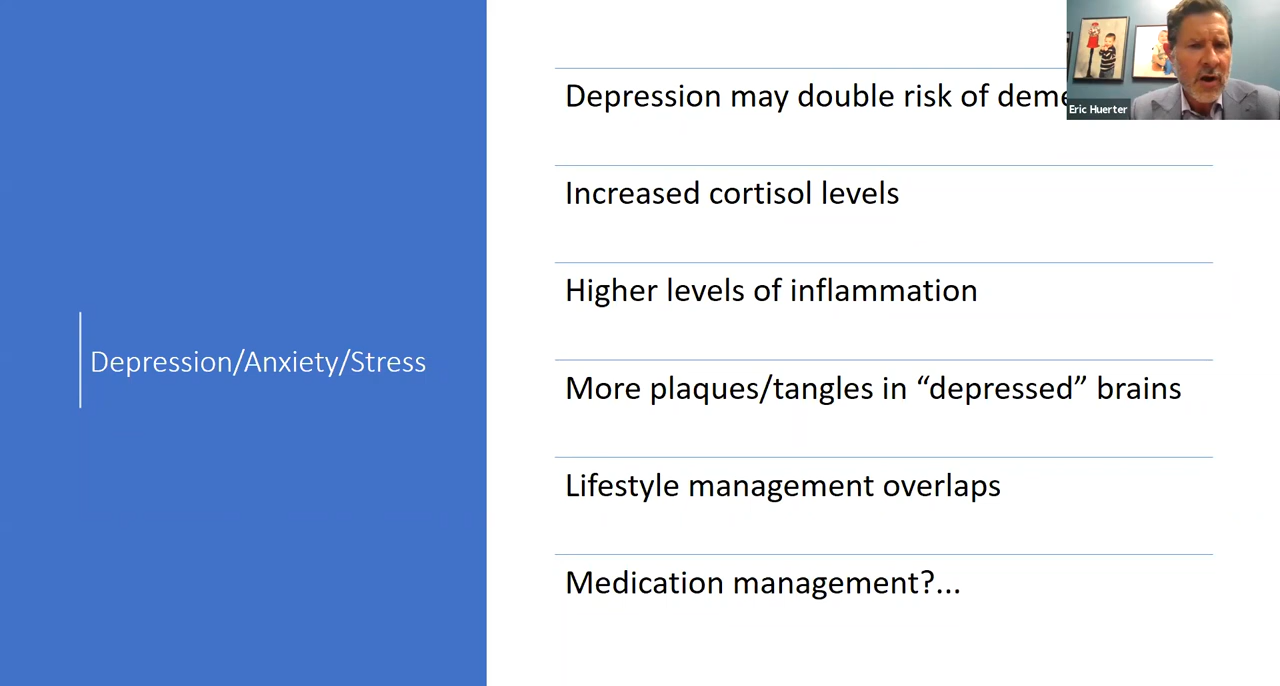 Depression/Anxiety/Stress
Depression may double risk of
Increased cortisol levels
Higher levels of inflammation
More plaques/tangles in “depressed” brains
Lifestyle management overlaps
Medication management?...
Eric Huerter